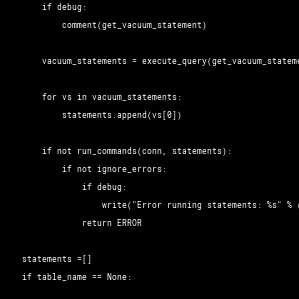 if debug:
comment(get_vacuum_statement)
vacuum_statements = execute_query(get_vacuum_stateme
for vs in vacuum_statements:
statements.append(vs[0])
if not run_commands(conn, statements):
if not ignore_errors:
if debug:
write("Error running statements: %s" %
return ERROR
statements =[]
if table_name == None: